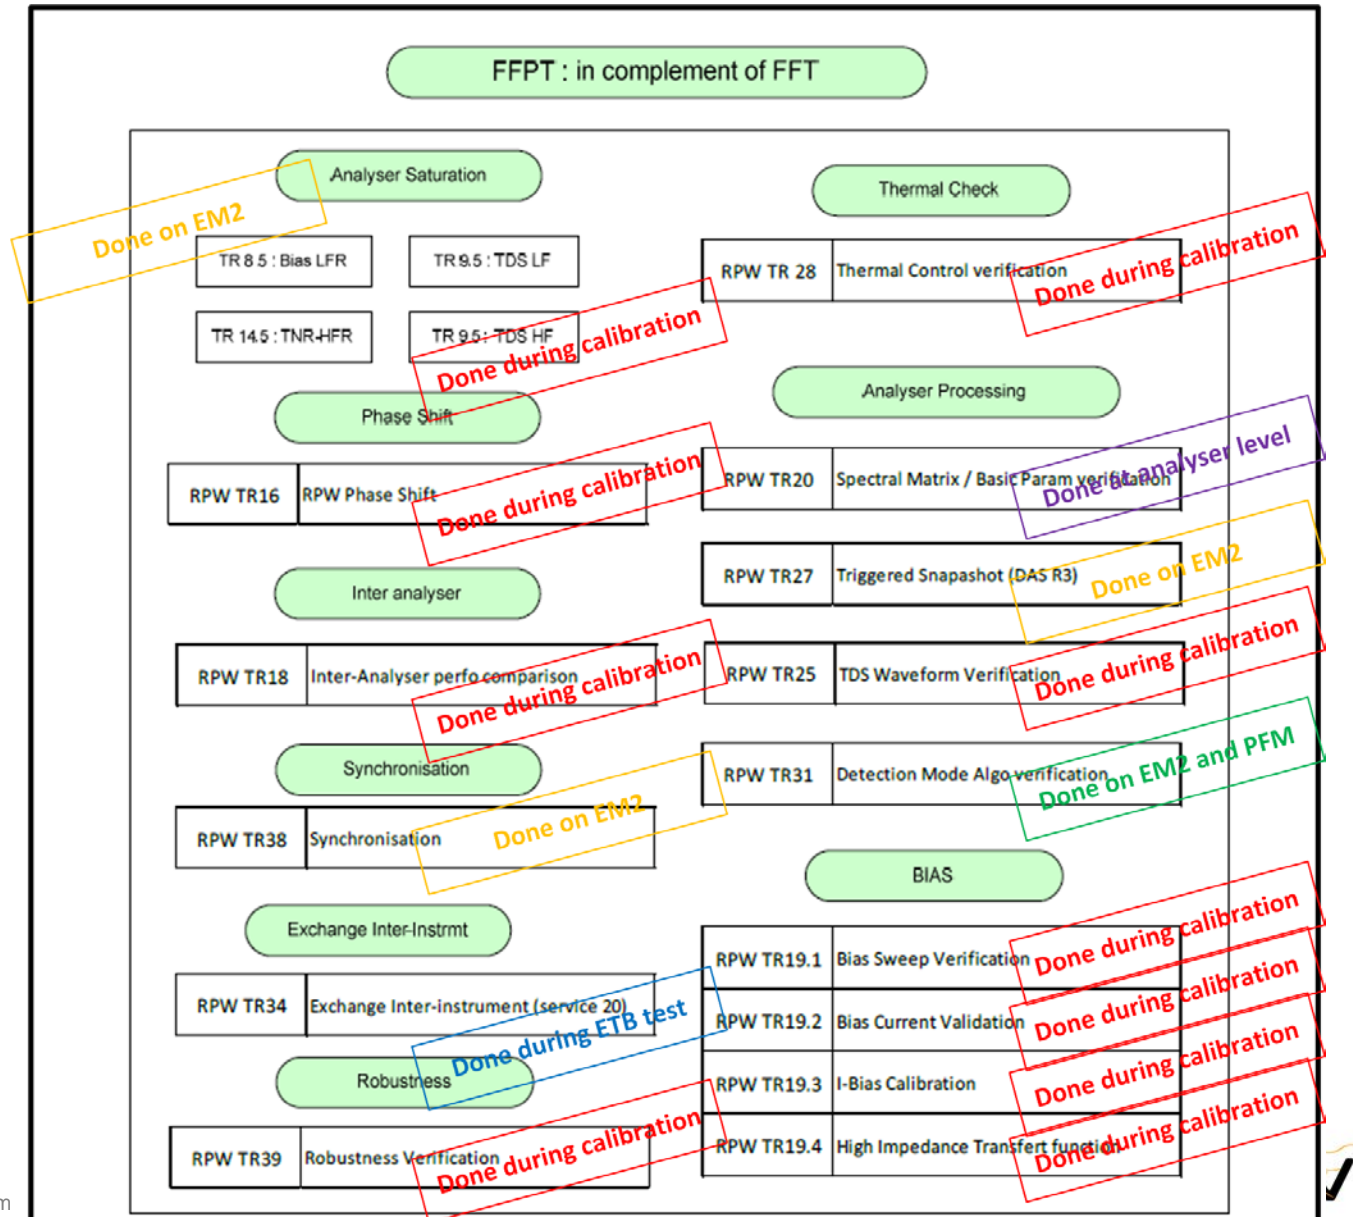 FFPT : in complement of FFT
Analyser Saturation
Done on EM2
TR 8 5 : Bias LFR
TR 9.5 : TDS LF
TR 14.5 : TNR-HFR
TR 9.5 : TDS HF
Done during calibration
Phase Shift
RPW TR16 RPW Phase Shift
Done during calibration
Inter analyser
RPW TR18 Inter-Analyser perfo comparison
Done during calibration
Synchronisation
RPW TR38 Synchronisation
Done on EM2
Exchange Inter-Instrmt
RPW TR34 Exchange Inter-instrument (service 20)
Done during ETB test
Robustness
RPW TR39 Robustness Verification
Done during calibration
Thermal Check
RPW TR 28 Thermal Control verification
Done during calibration
Analyser Processing
RPW TR20 Spectral Matrix / Basic Param verification
Done at analyser level
RPW TR27 Triggered Snapashot (DAS R3)
Done on EM2
RPW TR25 TDS Waveform Verification
Done during calibration
RPW TR31 Detection Mode Algo verification
Done on EM2 and PFM
BIAS
RPW TR19.1 Bias Sweep Verification
Done during calibration
RPW TR19.2 Bias Current Validation
Done during calibration
RPW TR19.3 I-Bias Calibration
Done during calibration
RPW TR19.4 High Impedance Transfert function
Done during calibration